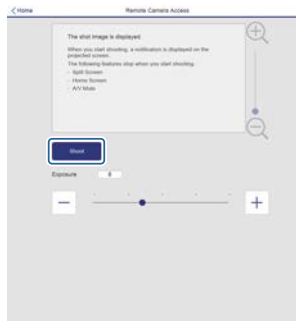 Home
Remote Camera Access
The shot image is displayed.
When you start shooting, a notification is displayed on the
projected screen.
The following features stop when you start shooting.
- Split Screen
- Home Screen
- A/V Mute
Shoot
Exposure